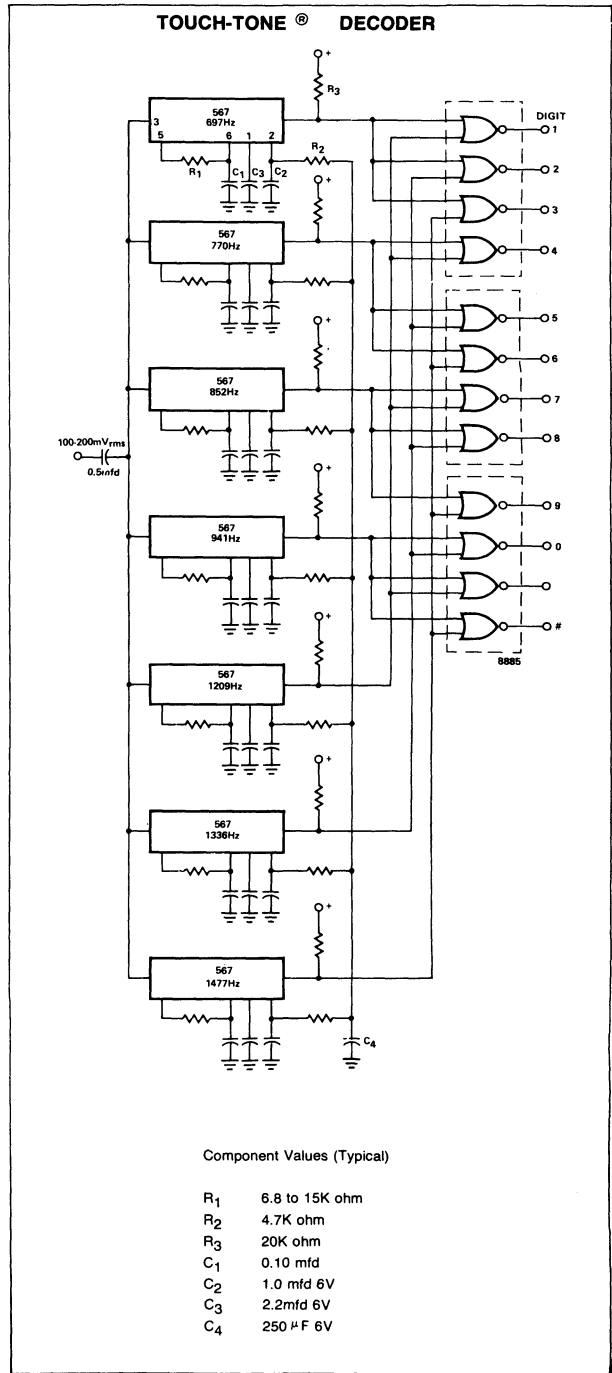 TOUCH-TONE ® DECODER
+
R3
567
697Hz
3
5 6 1 2
R1 C1 C3 C2 R2
DIGIT
1
2
3
4
+
567
770Hz
5
6
7
8
+
567
852Hz
100-200mVrms
0.5mfd
+
567
941Hz
9
0
#
8885
+
567
1209Hz
+
567
1336Hz
+
567
1477Hz
C4
Component Values (Typical)
R1 6.8 to 15K ohm
R2 4.7K ohm
R3 20K ohm
C1 0.10 mfd
C2 1.0 mfd 6V
C3 2.2mfd 6V
C4 250 μF 6V